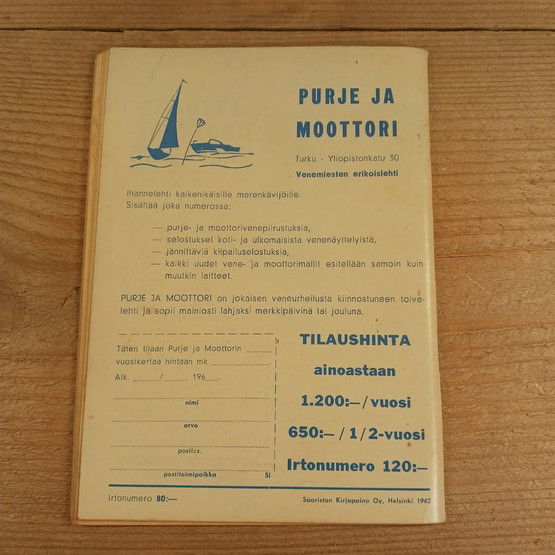 PURJE JA
MOOTTORI
Turku - Yliopistonkatu 30
Venemiesten erikoislehti
Ihannelehti kaikenikäisille merenkävijöille.
Sisältää joka numerossa:
— purje- ja moottorivenepiirustuksia,
— selostukset koti- ja ulkomaisista venenäyttelyistä,
— jännittäviä kilpailuselostuksia,
— kaikki uudet vene- ja moottorimallit esitellään samoin kuin
muutkin laitteet.
PURJE JA MOOTTORI on jokaisen veneurheilusta kiinnostuneen toive-
lehti ja sopii mainiosti lahjaksi merkkipäivinä tai jouluna.
Täten tilaan Purje ja Moottorin
vuosikertaa hintaan mk
Alk. / 196
nimi
arvo
postios.
postitoimipaikka Si
TILAUSHINTA
ainoastaan
1.200:—/vuosi
650:—/1/2-vuosi
Irtonumero 120:—
Irtonumero 80:—
Saariston Kirjapaino Oy, Helsinki 1962